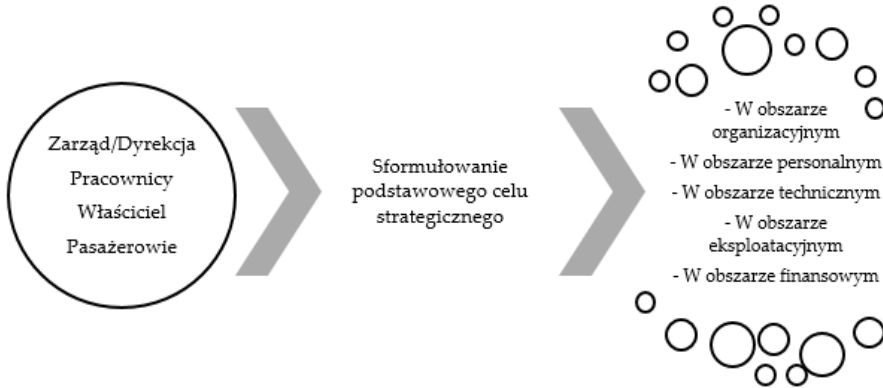 Zarząd/Dyrekcja
Pracownicy
Właściciel
Pasażerowie
Sformułowanie
podstawowego celu
strategicznego
- W obszarze
organizacyjnym
- W obszarze personalnym
- W obszarze technicznym
- W obszarze
eksploatacyjnym
- W obszarze finansowym